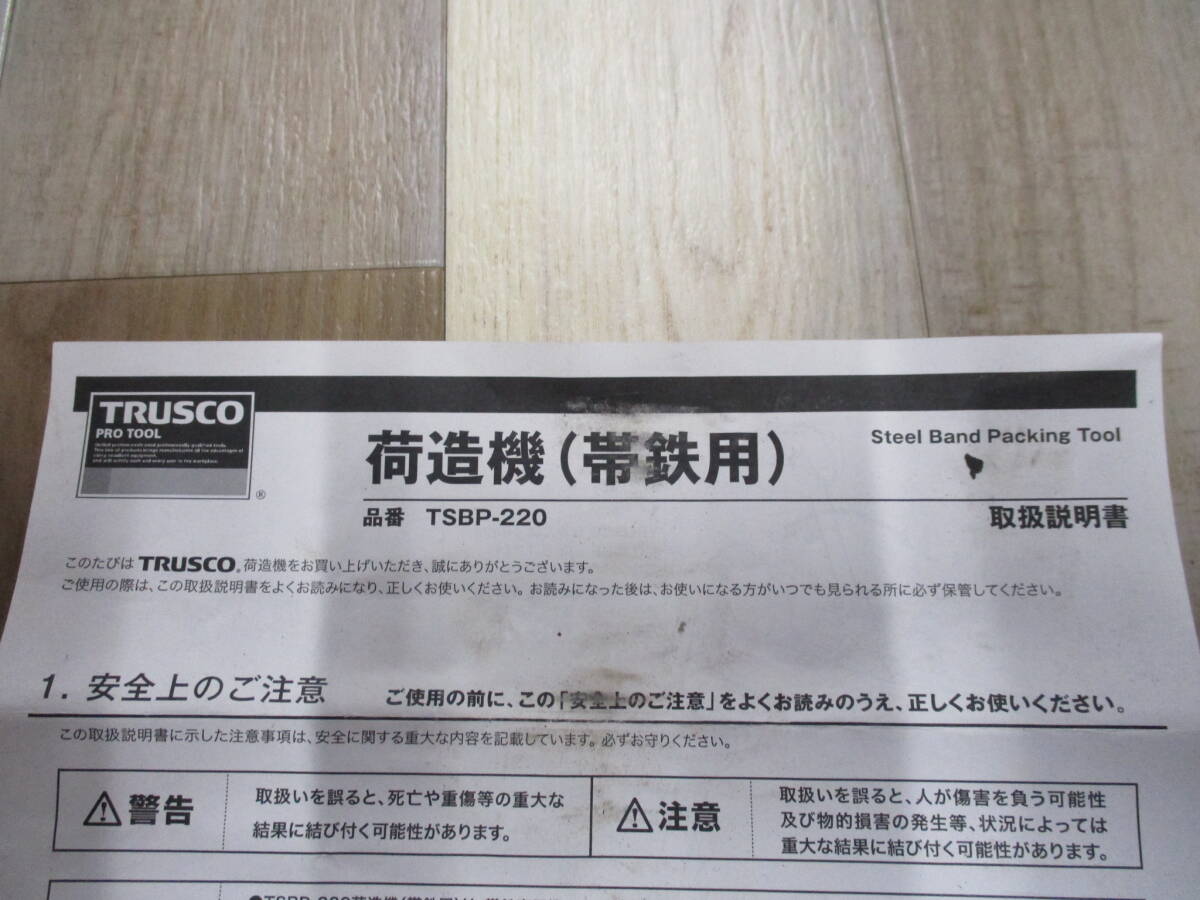 TRUSCO
PRO TOOL
®
荷造機(帯鉄用)
Steel Band Packing Tool
品番 TSBP-220
取扱説明書
このたびは TRUSCO® 荷造機をお買い上げいただき、誠にありがとうございます。
ご使用の際は、この取扱説明書をよくお読みになり、正しくお使いください。お読みになった後は、お使いになる方がいつでも見られる所に必ず保管してください。
1. 安全上のご注意 ご使用の前に、この「安全上のご注意」をよくお読みのうえ、正しくお使いください。
この取扱説明書に示した注意事項は、安全に関する重大な内容を記載しています。必ずお守りください。
警告
取扱いを誤ると、死亡や重傷等の重大な
結果に結び付く可能性があります。
注意
取扱いを誤ると、人が傷害を負う可能性
及び物的損害の発生等、状況によっては
重大な結果に結び付く可能性があります。